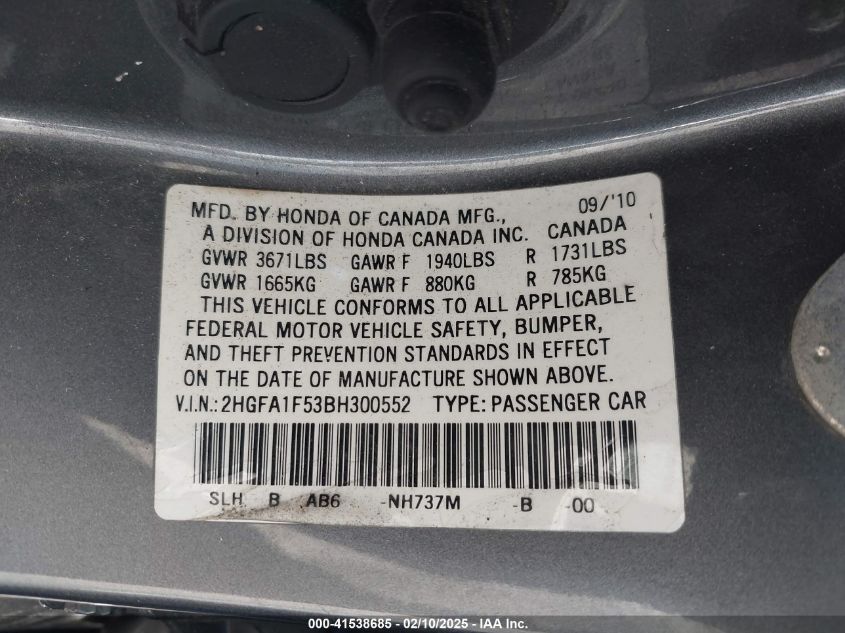 MFD. BY HONDA OF CANADA MFG., 09/'10
A DIVISION OF HONDA CANADA INC. CANADA
GVWR 3671LBS GAWR F 1940LBS R 1731LBS
GVWR 1665KG GAWR F 880KG R 785KG
THIS VEHICLE CONFORMS TO ALL APPLICABLE
FEDERAL MOTOR VEHICLE SAFETY, BUMPER,
AND THEFT PREVENTION STANDARDS IN EFFECT
ON THE DATE OF MANUFACTURE SHOWN ABOVE.
V.I.N.: 2HGFA1F53BH300552 TYPE: PASSENGER CAR
SLH B AB6 -NH737M -B -00
000-41538685 - 02/10/2025 - IAA Inc.